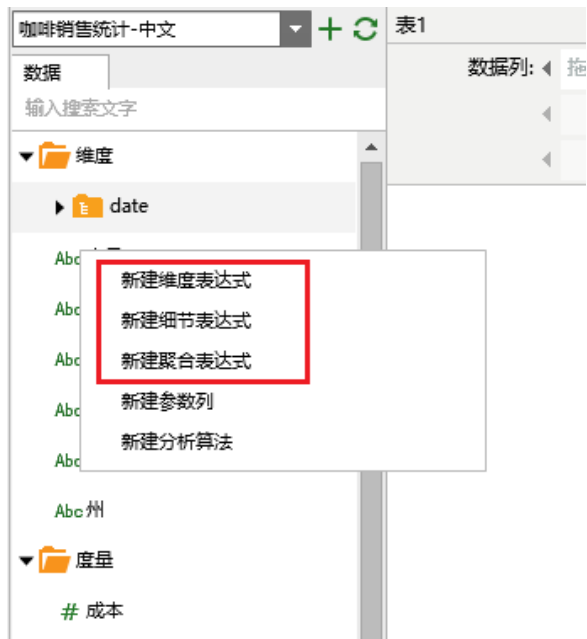 咖啡销售统计-中文
表1
数据
数据列:
输入搜索文字
维度
date
Abc
新建维度表达式
新建细节表达式
Abc
新建聚合表达式
Abc
新建参数列
Abc
新建分析算法
Abc
Abc 州
度量
# 成本